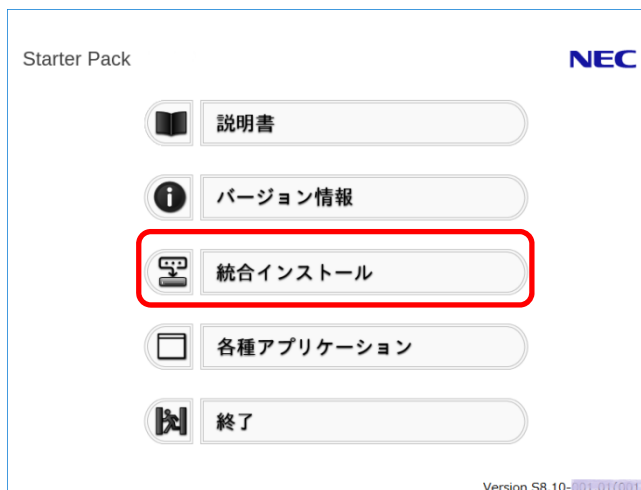 Starter Pack
NEC
説明書
バージョン情報
統合インストール
各種アプリケーション
終了
Version S8.10-